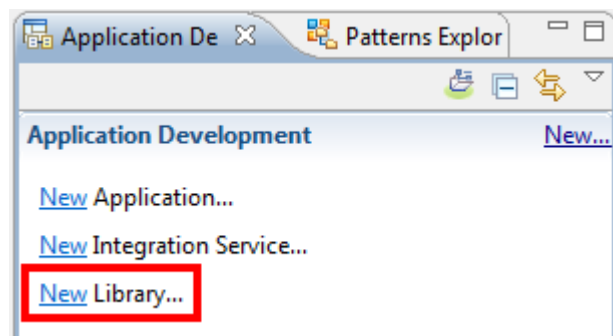 Application De Patterns Explor
Application Development New...
New Application...
New Integration Service...
New Library...